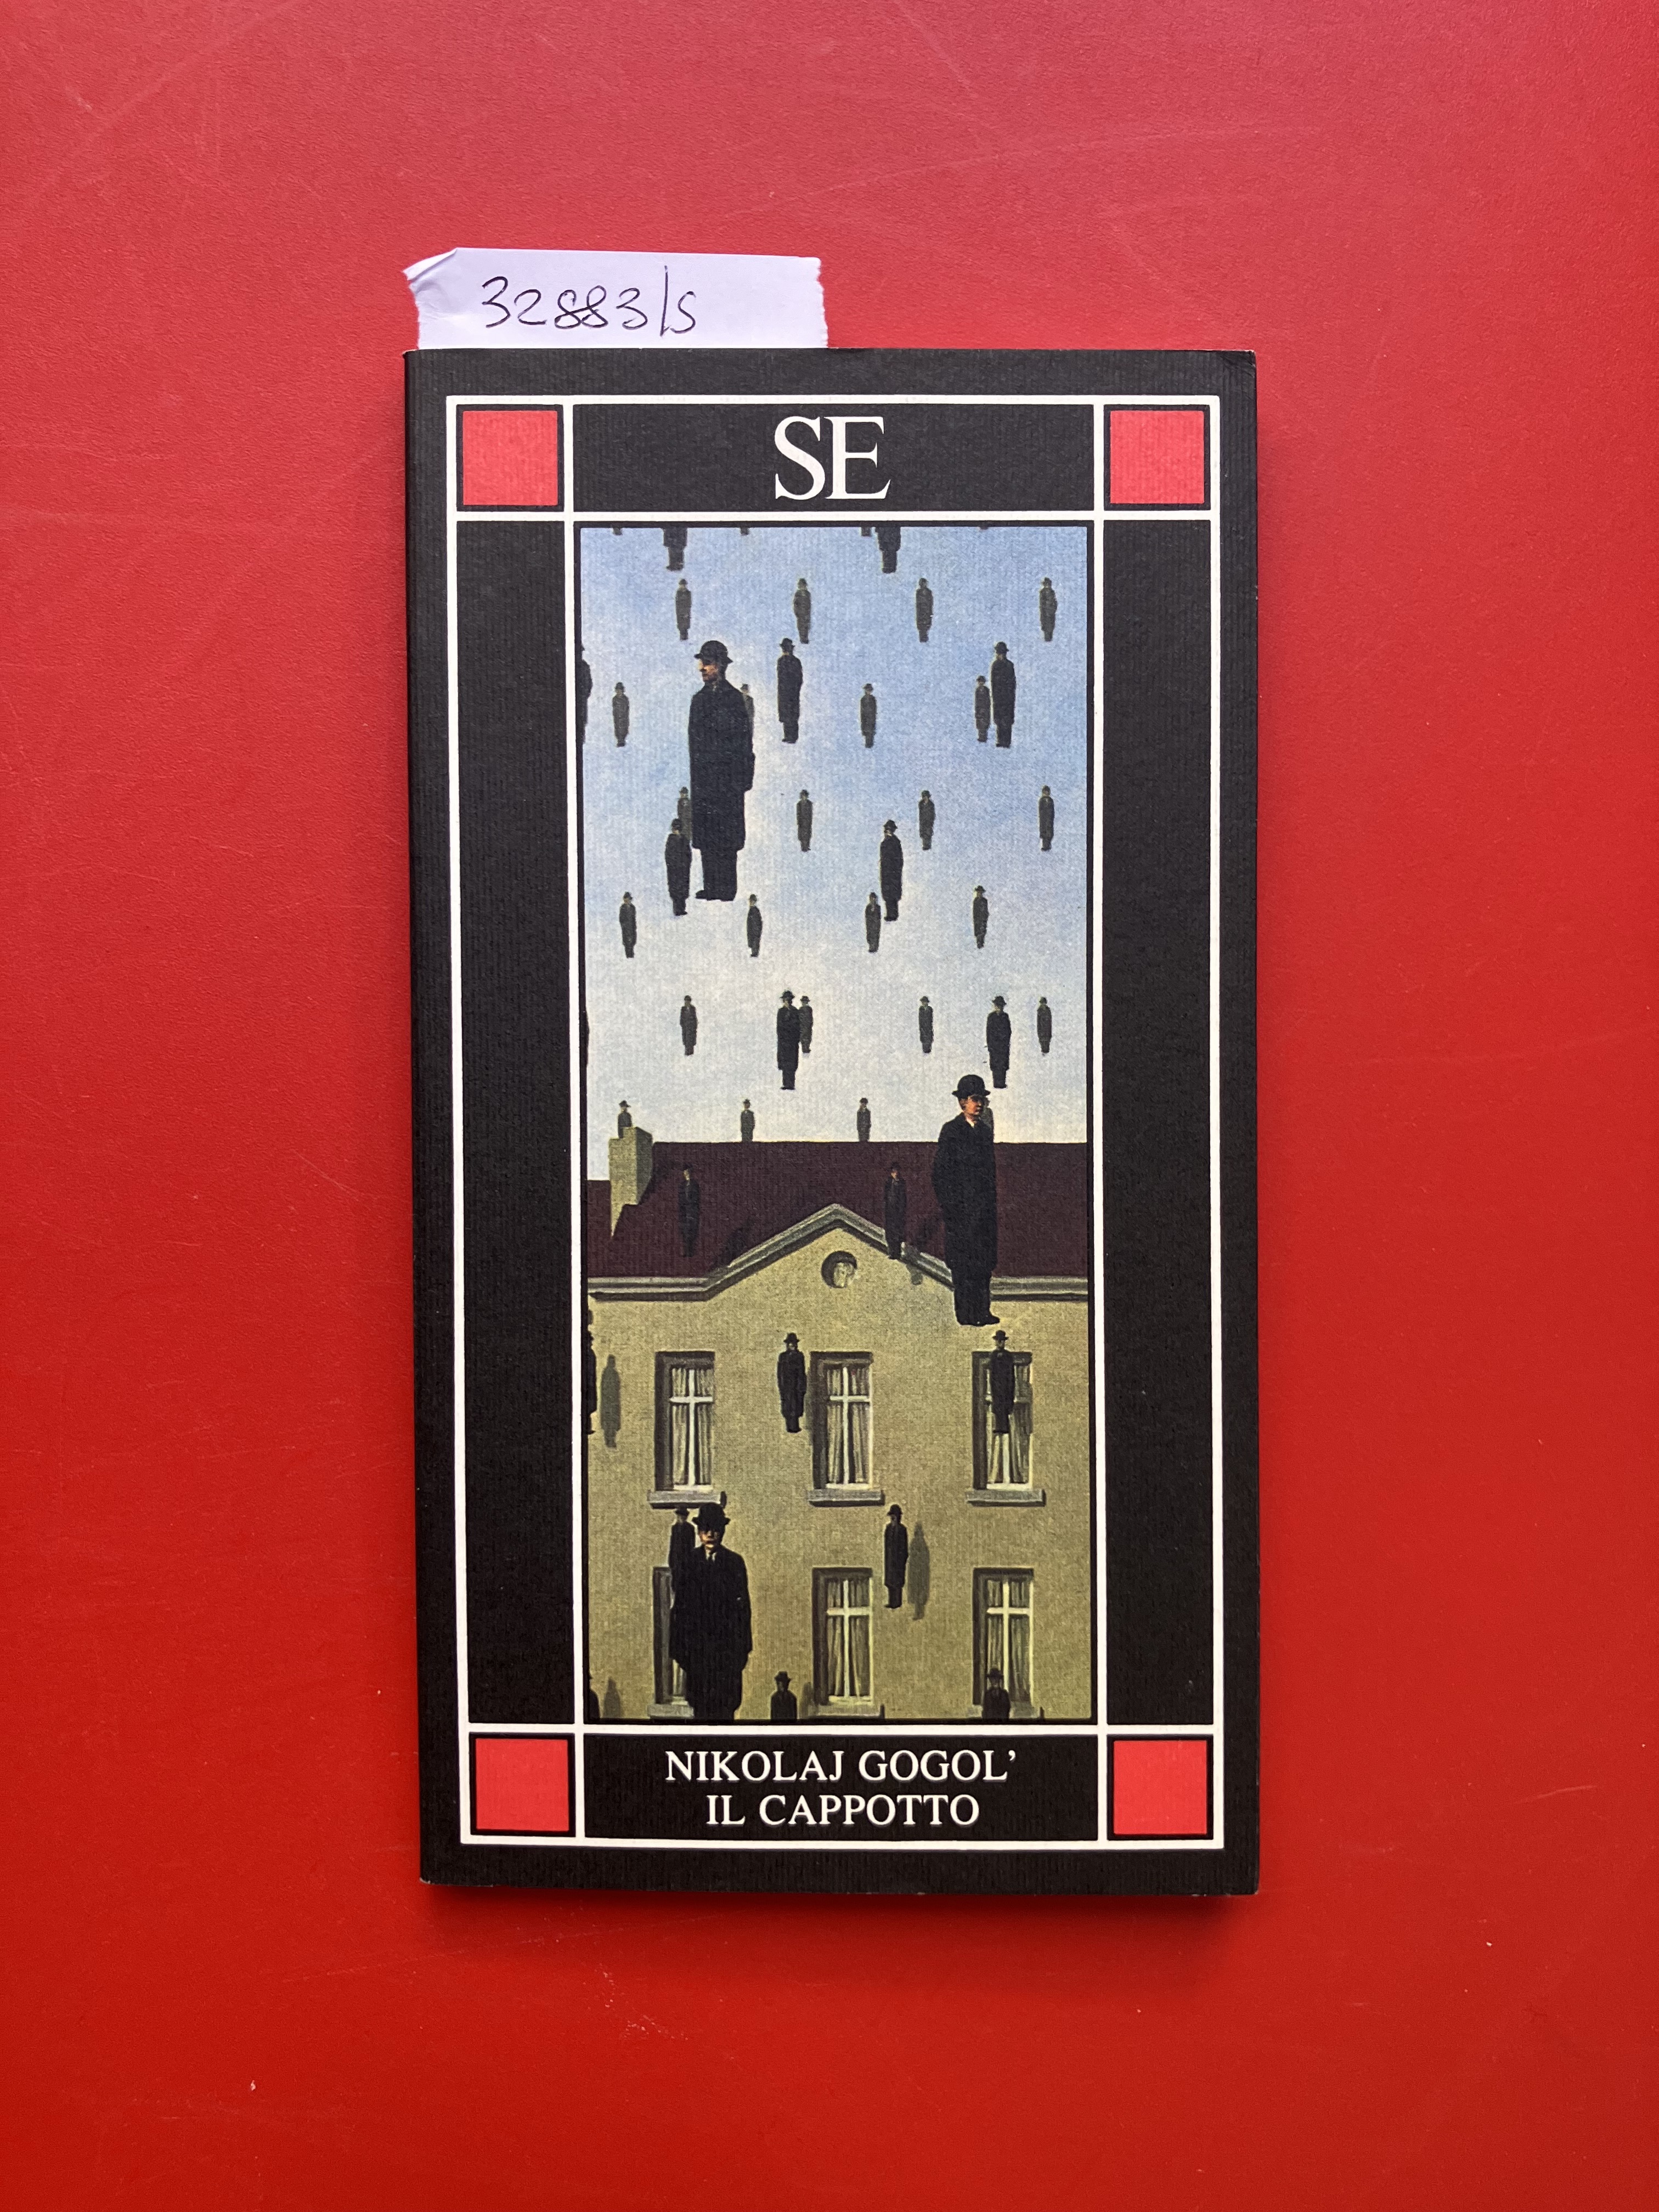 32883/S
SE
NIKOLAJ GOGOL’
IL CAPPOTTO